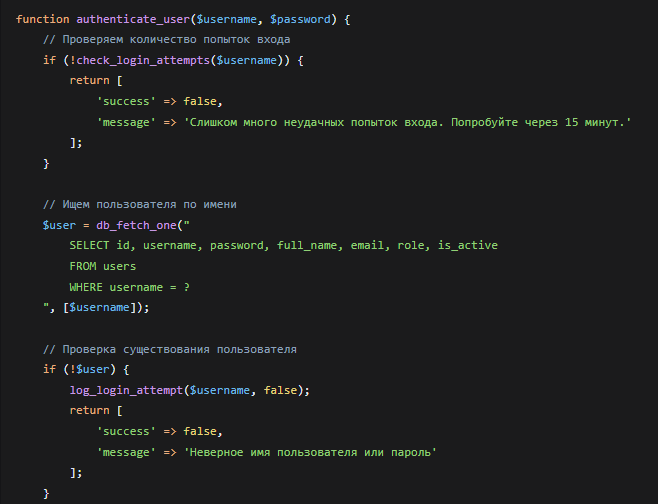 function authenticate_user($username, $password) {
    // Проверяем количество попыток входа
    if (!check_login_attempts($username)) {
        return [
            'success' => false,
            'message' => 'Слишком много неудачных попыток входа. Попробуйте через 15 минут.'
        ];
    }

    // Ищем пользователя по имени
    $user = db_fetch_one("
        SELECT id, username, password, full_name, email, role, is_active
        FROM users
        WHERE username = ?
    ", [$username]);

    // Проверка существования пользователя
    if (!$user) {
        log_login_attempt($username, false);
        return [
            'success' => false,
            'message' => 'Неверное имя пользователя или пароль'
        ];
    }